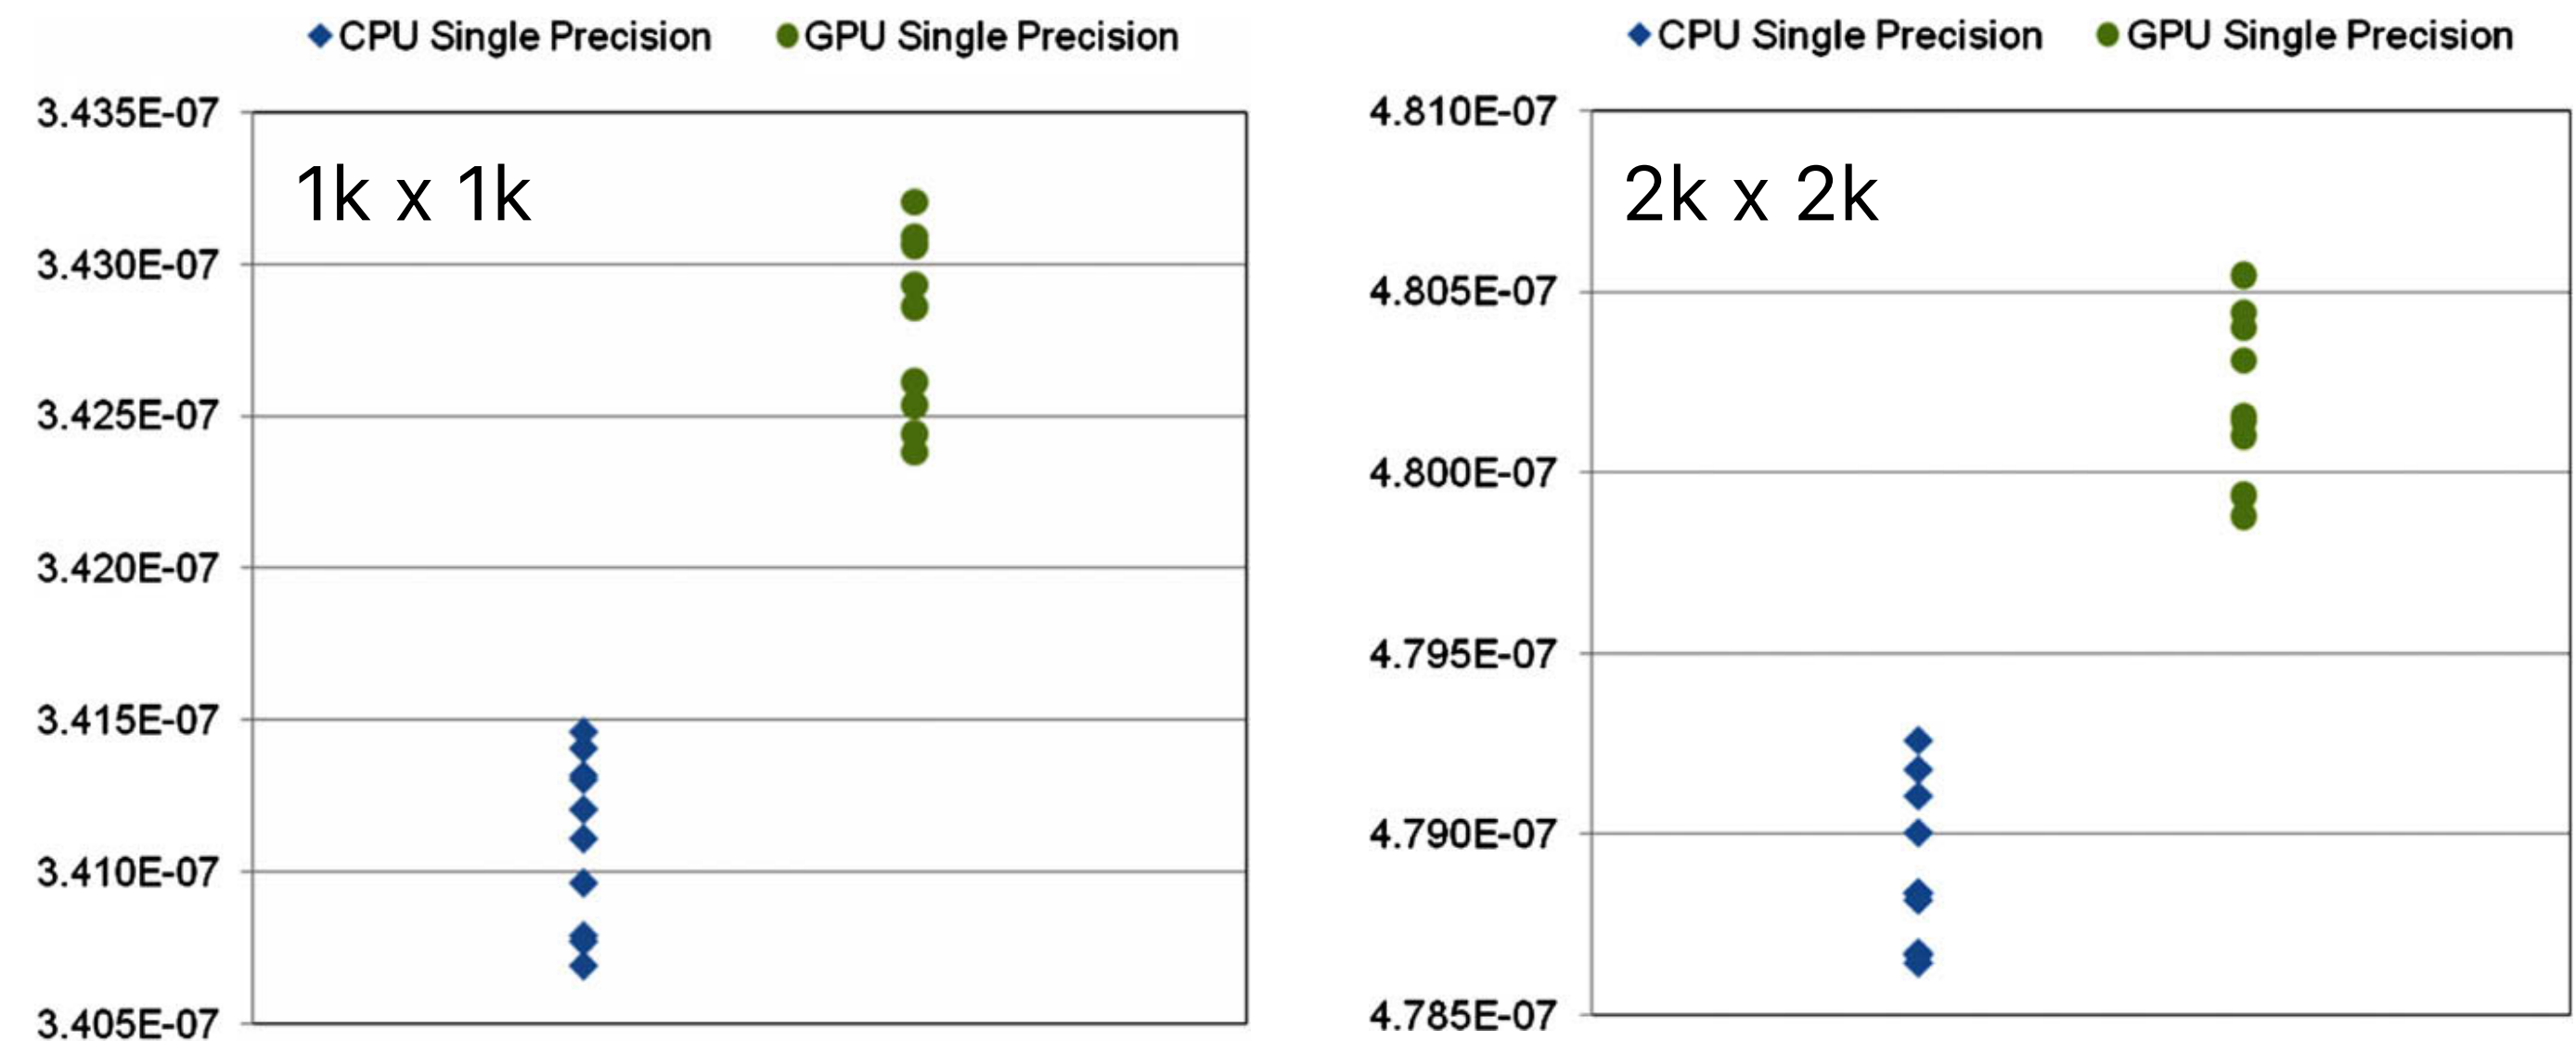 CPU Single Precision GPU Single Precision
1k x 1k
3.435E-07
3.430E-07
3.425E-07
3.420E-07
3.415E-07
3.410E-07
3.405E-07
CPU Single Precision GPU Single Precision
2k x 2k
4.810E-07
4.805E-07
4.800E-07
4.795E-07
4.790E-07
4.785E-07